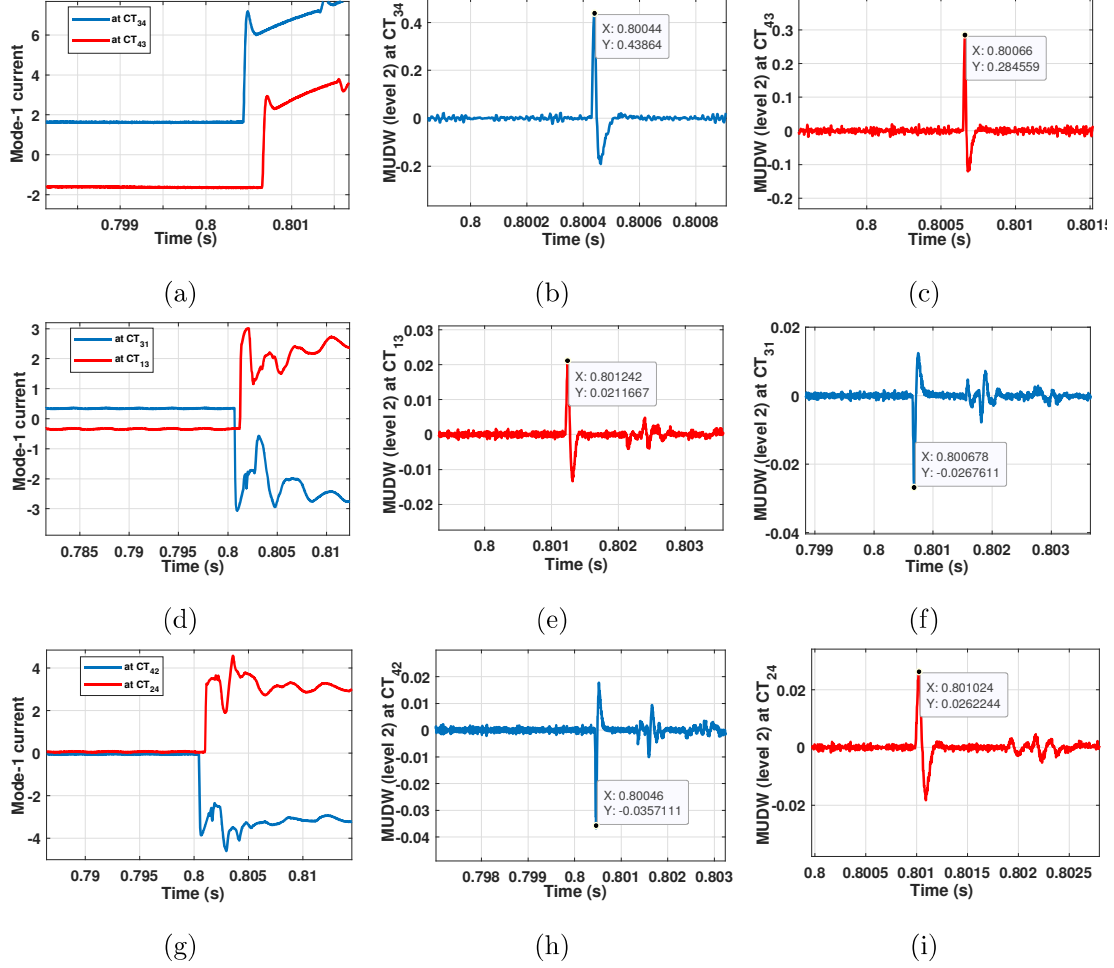 at CT34
at CT43
Mode-1 current
6
4
2
0
-2
0.799
0.8
0.801
Time (s)
(a)
MUDW (level 2) at CT34
0.4
0.2
0
-0.2
X: 0.80044
Y: 0.43864
0.8
0.8002
0.8004
0.8006
0.8008
Time (s)
(b)
MUDW (level 2) at CT43
0.3
0.2
0.1
0
-0.1
-0.2
X: 0.80066
Y: 0.284559
0.8
0.8005
0.801
0.8015
Time (s)
(c)
at CT31
at CT13
Mode-1 current
3
2
1
0
-1
-2
-3
0.785
0.79
0.795
0.8
0.805
0.81
Time (s)
(d)
MUDW (level 2) at CT13
0.03
0.02
0.01
0
-0.01
-0.02
X: 0.801242
Y: 0.0211667
0.8
0.801
0.802
0.803
Time (s)
(e)
MUDW (level 2) at CT31
0.02
0
-0.02
-0.04
X: 0.800678
Y: -0.0267611
0.799
0.8
0.801
0.802
0.803
Time (s)
(f)
at CT42
at CT24
Mode-1 current
4
2
0
-2
-4
0.79
0.795
0.8
0.805
0.81
Time (s)
(g)
MUDW (level 2) at CT42
0.04
0.03
0.02
0.01
0
-0.01
-0.02
-0.03
-0.04
X: 0.80046
Y: -0.0357111
0.798
0.799
0.8
0.801
0.802
0.803
Time (s)
(h)
MUDW (level 2) at CT24
0.02
0
-0.02
X: 0.801024
Y: 0.0262244
0.8
0.8005
0.801
0.8015
0.802
0.8025
Time (s)
(i)